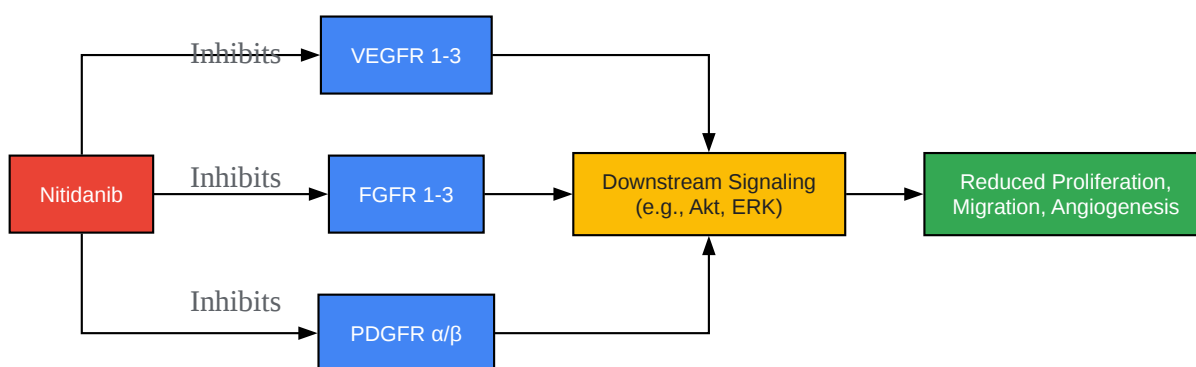 Inhibits
VEGFR 1-3
Nitidanib
Inhibits
FGFR 1-3
Downstream Signaling
(e.g., Akt, ERK)
Reduced Proliferation,
Migration, Angiogenesis
Inhibits
PDGFR α/β